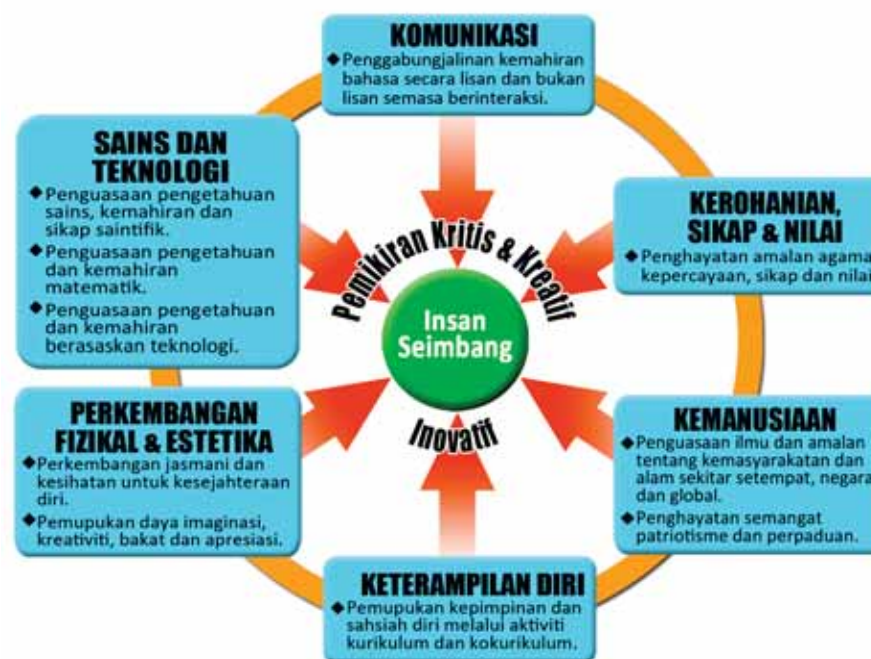 KOMUNIKASI
◆Penggabungjalinan kemahiran
bahasa secara lisan dan bukan
lisan semasa berinteraksi.
SAINS DAN
TEKNOLOGI
◆Penguasaan pengetahuan
sains, kemahiran dan
sikap saintifik.
◆Penguasaan pengetahuan
dan kemahiran
matematik.
◆Penguasaan pengetahuan
dan kemahiran
berasaskan teknologi.
KEROHANIAN,
SIKAP & NILAI
◆Penghayatan amalan agama
kepercayaan, sikap dan nilai
Pemikiran Kritis & Kreatif
Insan
Seimbang
Inovatif
PERKEMBANGAN
FIZIKAL & ESTETIKA
◆Perkembangan jasmani dan
kesihatan untuk kesejahteraan
diri.
◆Pemupukan daya imaginasi,
kreativiti, bakat dan apresiasi.
KEMANUSIAAN
◆Penguasaan ilmu dan amalan
tentang kemasyarakatan dan
alam sekitar setempat, negara
dan global.
◆Penghayatan semangat
patriotisme dan perpaduan.
KETERAMPILAN DIRI
◆Pemupukan kepimpinan dan
sahsiah diri melalui aktiviti
kurikulum dan kokurikulum.